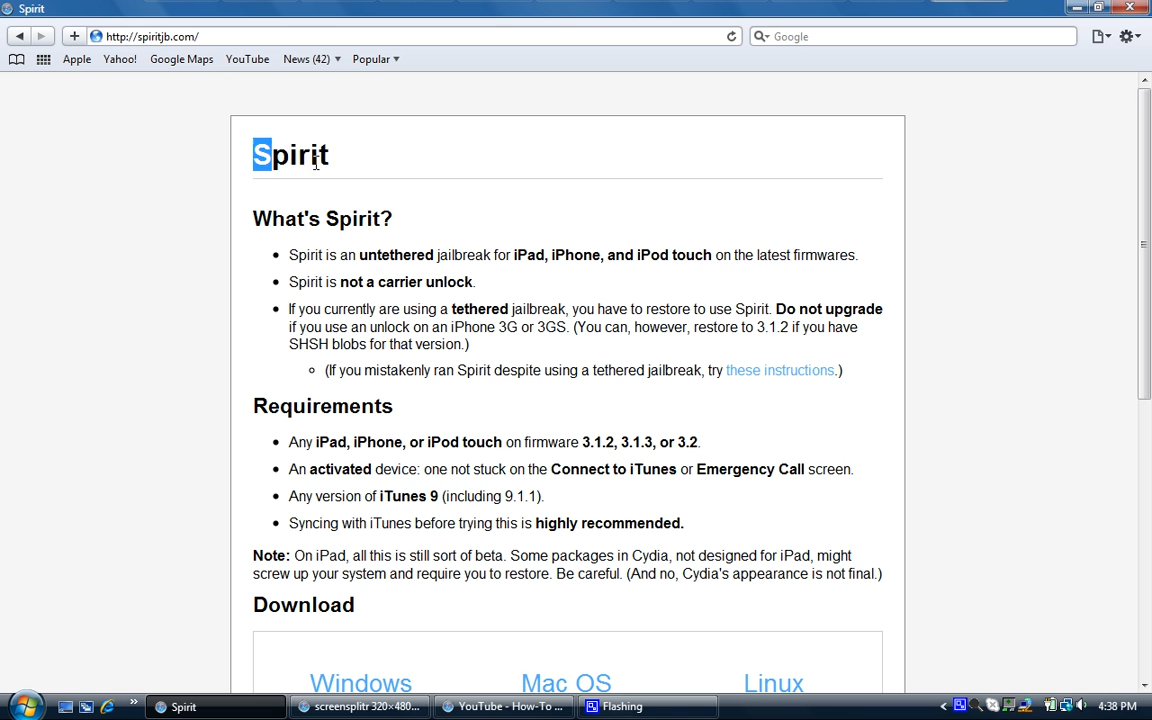 Spirit
http://spiritjb.com/
Google
Apple Yahoo! Google Maps YouTube News (42) Popular
Spirit
What's Spirit?
Spirit is an untethered jailbreak for iPad, iPhone, and iPod touch on the latest firmwares.
Spirit is not a carrier unlock.
If you currently are using a tethered jailbreak, you have to restore to use Spirit. Do not upgrade
if you use an unlock on an iPhone 3G or 3GS. (You can, however, restore to 3.1.2 if you have
SHSH blobs for that version.)
(If you mistakenly ran Spirit despite using a tethered jailbreak, try these instructions.)
Requirements
Any iPad, iPhone, or iPod touch on firmware 3.1.2, 3.1.3, or 3.2.
An activated device: one not stuck on the Connect to iTunes or Emergency Call screen.
Any version of iTunes 9 (including 9.1.1).
Syncing with iTunes before trying this is highly recommended.
Note: On iPad, all this is still sort of beta. Some packages in Cydia, not designed for iPad, might
screw up your system and require you to restore. Be careful. (And no, Cydia's appearance is not final.)
Download
Windows Mac OS Linux
Spirit screensplitr 320×480... YouTube - How-To ... Flashing 4:38 PM